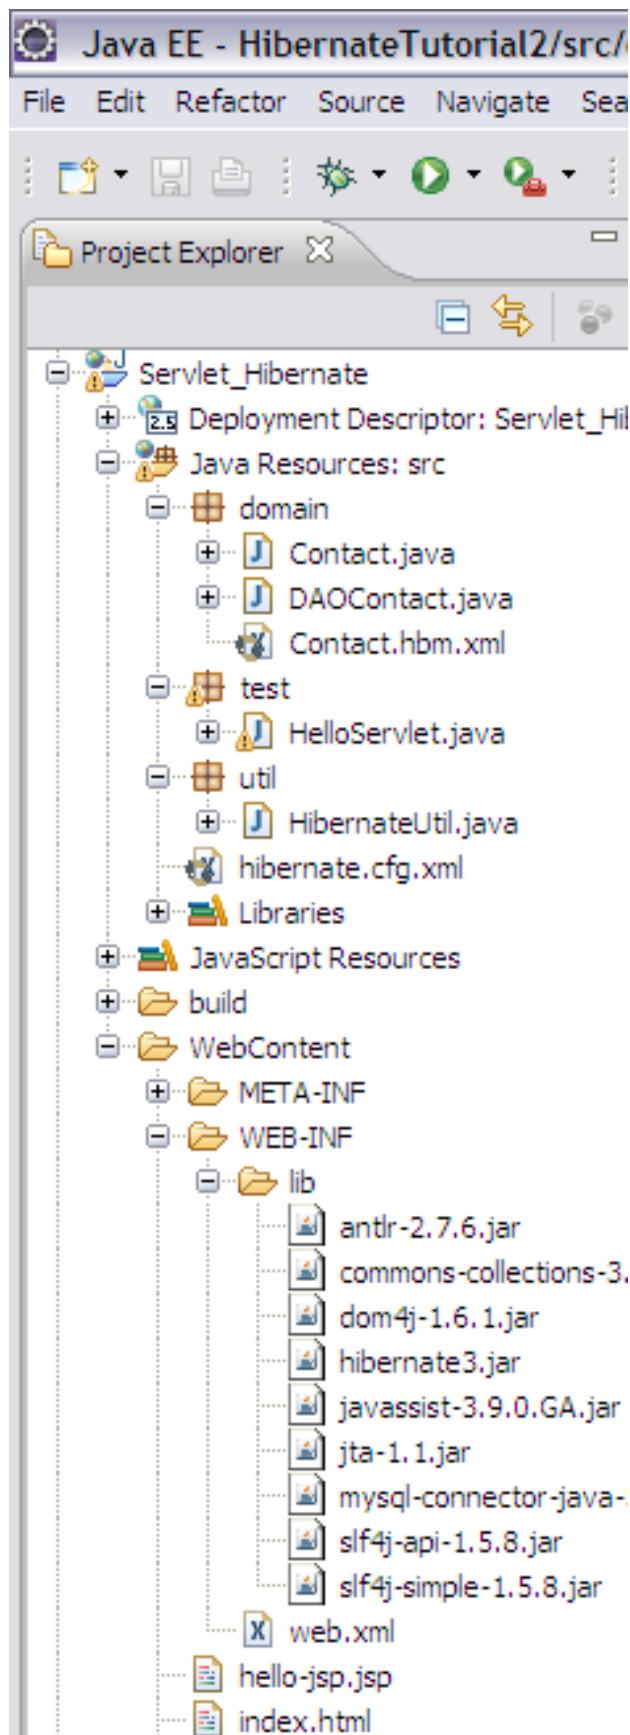 Java EE - HibernateTutorial2/src/
File Edit Refactor Source Navigate Sea
Project Explorer
Servlet_Hibernate
2.5 Deployment Descriptor: Servlet_Hib
Java Resources: src
domain
Contact.java
DAOContact.java
Contact.hbm.xml
test
HelloServlet.java
util
HibernateUtil.java
hibernate.cfg.xml
Libraries
JavaScript Resources
build
WebContent
META-INF
WEB-INF
lib
antlr-2.7.6.jar
commons-collections-3.
dom4j-1.6.1.jar
hibernate3.jar
javassist-3.9.0.GA.jar
jta-1.1.jar
mysql-connector-java-
slf4j-api-1.5.8.jar
slf4j-simple-1.5.8.jar
web.xml
hello-jsp.jsp
index.html